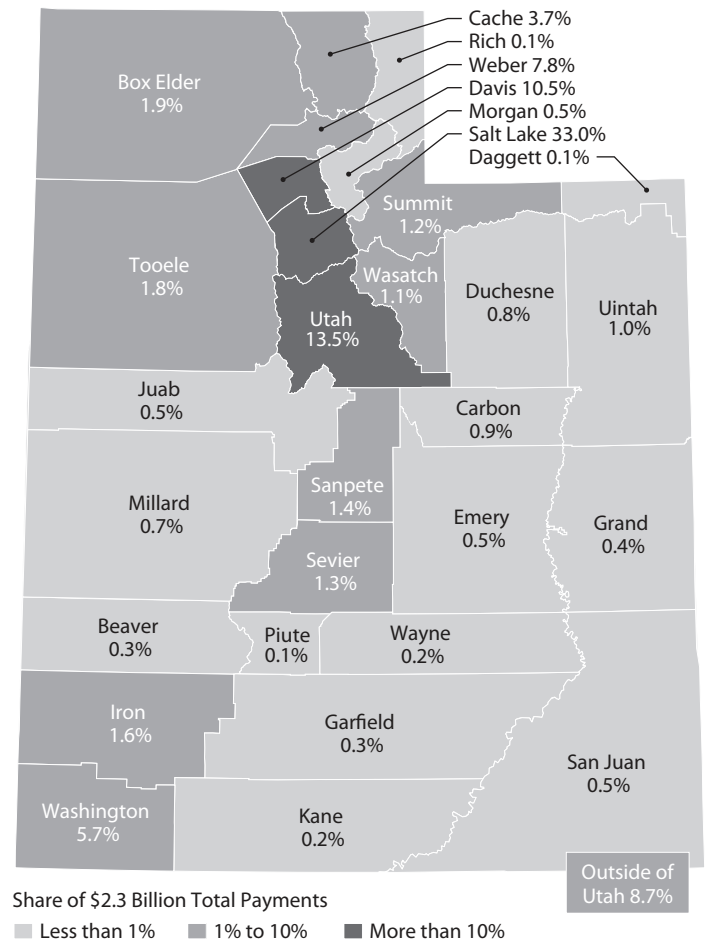 Cache 3.7%
Rich 0.1%
Weber 7.8%
Davis 10.5%
Morgan 0.5%
Salt Lake 33.0%
Daggett 0.1%
Box Elder
1.9%
Summit
1.2%
Tooele
1.8%
Wasatch
1.1%
Duchesne
0.8%
Uintah
1.0%
Utah
13.5%
Juab
0.5%
Carbon
0.9%
Millard
0.7%
Sanpete
1.4%
Emery
0.5%
Grand
0.4%
Sevier
1.3%
Beaver
0.3%
Piute
0.1%
Wayne
0.2%
Iron
1.6%
Garfield
0.3%
San Juan
0.5%
Washington
5.7%
Kane
0.2%
Outside of
Utah 8.7%
Share of $2.3 Billion Total Payments
Less than 1%
1% to 10%
More than 10%